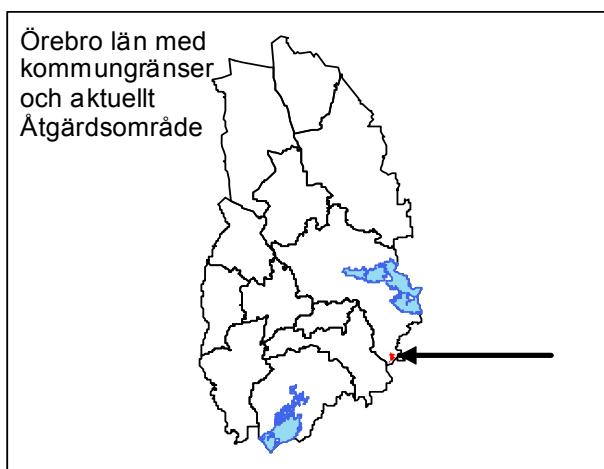 Örebro län med
kommungränser
och aktuellt
Åtgärdsområde